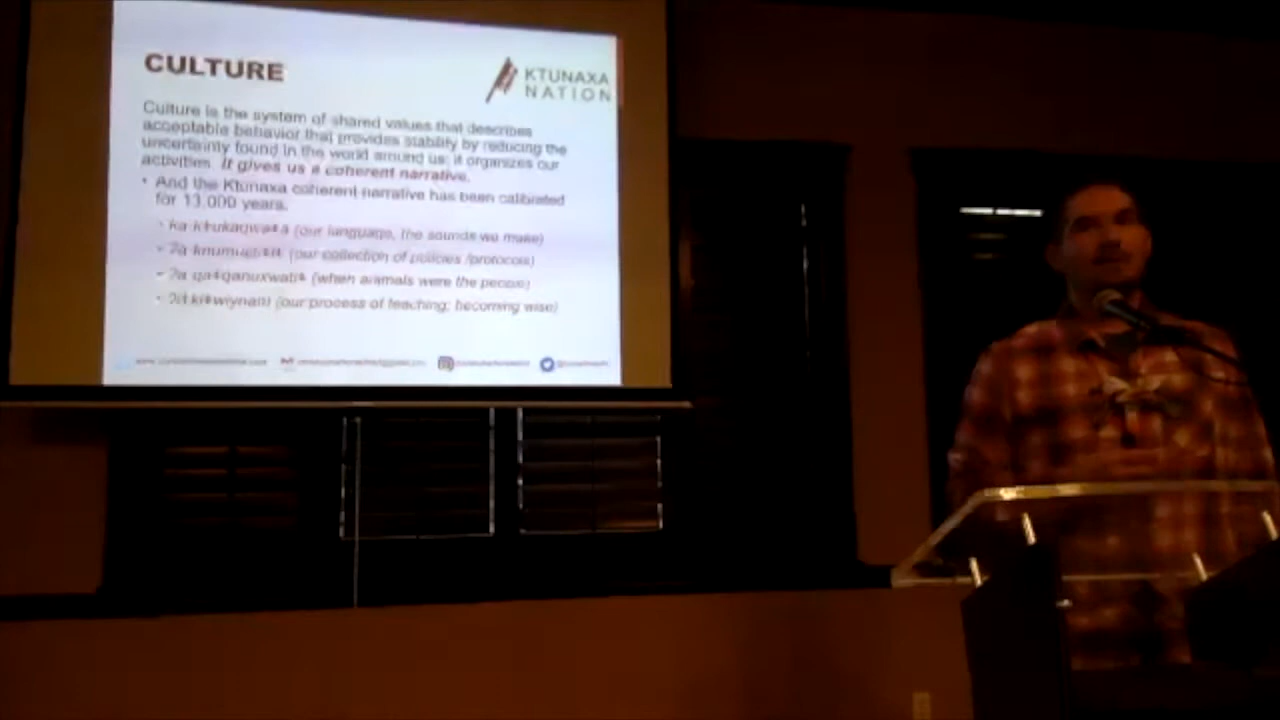 CULTURE
KTUNAXA
NATION
Culture is the system of shared values that describes
acceptable behavior that provides stability by reducing the
uncertainty found in the world around us; it organizes our
activities. It gives us a coherent narrative.
• And the Ktunaxa coherent narrative has been calibrated
for 13,000 years.
(our language, the sounds we make)
(our collection of policies /protocols)
(when animals were the people)
(our process of teaching; becoming wise)